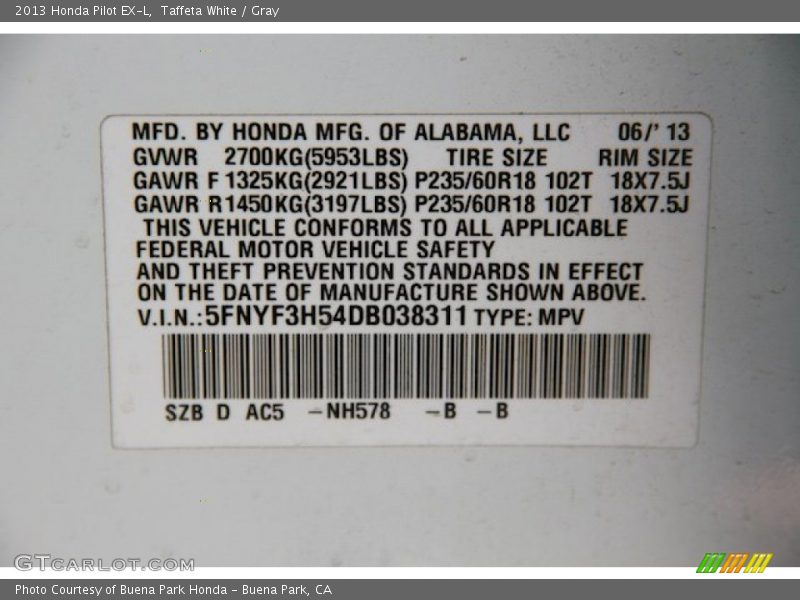 2013 Honda Pilot EX-L, Taffeta White / Gray
MFD. BY HONDA MFG. OF ALABAMA, LLC 06/' 13
GVWR 2700KG(5953LBS) TIRE SIZE RIM SIZE
GAWR F 1325KG(2921LBS) P235/60R18 102T 18X7.5J
GAWR R1450KG(3197LBS) P235/60R18 102T 18X7.5J
THIS VEHICLE CONFORMS TO ALL APPLICABLE
FEDERAL MOTOR VEHICLE SAFETY
AND THEFT PREVENTION STANDARDS IN EFFECT
ON THE DATE OF MANUFACTURE SHOWN ABOVE.
V.I.N.:5FNYF3H54DB038311 TYPE: MPV
SZB D AC5 -NH578 -B -B
GTCARLOT.COM
Photo Courtesy of Buena Park Honda - Buena Park, CA